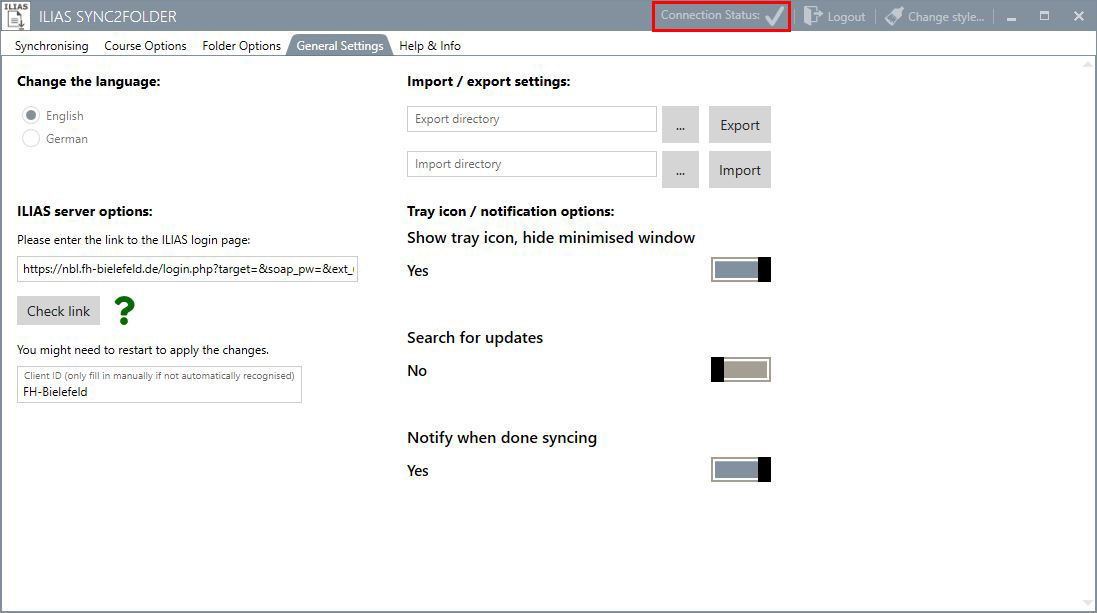 ILIAS
ILIAS SYNC2FOLDER
Connection Status:
Logout
Change style...
Synchronising
Course Options
Folder Options
General Settings
Help & Info
Change the language:
English
German
Import / export settings:
Export directory
...
Export
Import directory
...
Import
ILIAS server options:
Please enter the link to the ILIAS login page:
https://nbl.fh-bielefeld.de/login.php?target=&soap_pw=&ext_
Check link
?
You might need to restart to apply the changes.
Client ID (only fill in manually if not automatically recognised)
FH-Bielefeld
Tray icon / notification options:
Show tray icon, hide minimised window
Yes
Search for updates
No
Notify when done syncing
Yes